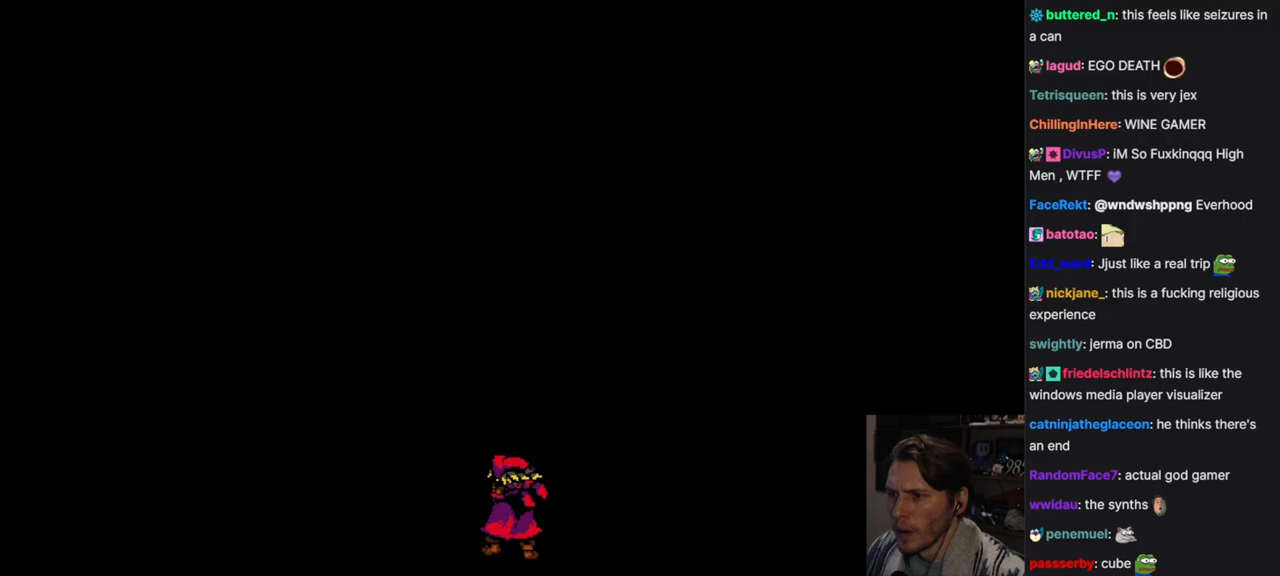 buttered_n: this feels like seizures in
a can
lagud: EGO DEATH
Tetrisqueen: this is very jex
ChillingInHere: WINE GAMER
DivusP: iM So Fuxkinqqq High
Men , WTFF
FaceRekt: @wndwshppng Everhood
batotao:
Edd_ward: Jjust like a real trip
nickjane_: this is a fucking religious
experience
swightly: jerma on CBD
friedelschlintz: this is like the
windows media player visualizer
catninjatheglaceon: he thinks there's
an end
RandomFace7: actual god gamer
wwidau: the synths
penemuel:
passserby: cube
985